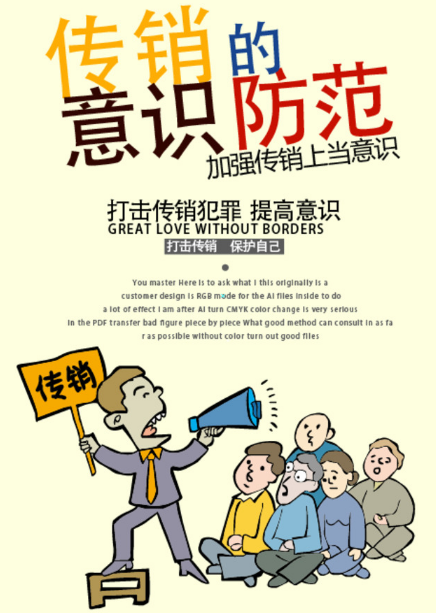 传销的
意识防范
加强传销上当意识
打击传销犯罪 提高意识
GREAT LOVE WITHOUT BORDERS
打击传销 保护自己
You master Here is to ask what I this originally is a
customer design is RGB mode for the AI files inside to do
a lot of effect I am after AI turn CMYK color change is very serious
In the PDF transfer bad figure piece by piece What good method can consult in as fa
r as possible without color turn out good files
传销